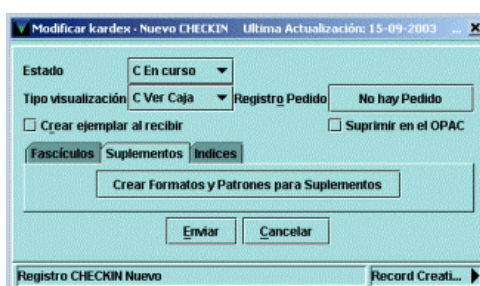 Modificar kardex - Nuevo CHECKIN Ultima Actualización: 15-09-2003 ... X
Estado C En curso
Tipo visualización C Ver Caja Registro Pedido No hay Pedido
Crear ejemplar al recibir Suprimir en el OPAC
Fascículos Suplementos Indices
Crear Formatos y Patrones para Suplementos
Enviar Cancelar
Registro CHECKIN Nuevo Record Creati...